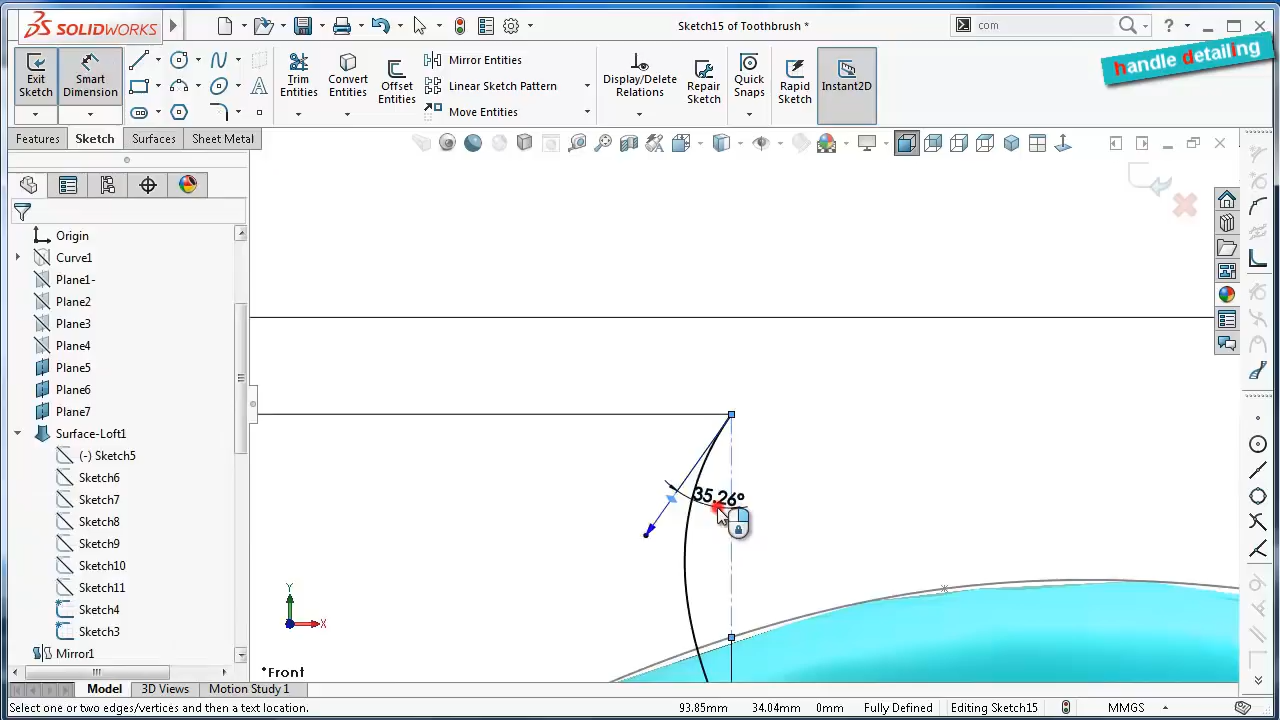 SOLIDWORKS
Sketch15 of Toothbrush *
com
handle detailing
Exit Sketch
Smart Dimension
Trim Entities
Convert Entities
Offset Entities
Mirror Entities
Linear Sketch Pattern
Move Entities
Display/Delete Relations
Repair Sketch
Quick Snaps
Rapid Sketch
Instant2D
Features
Sketch
Surfaces
Sheet Metal
Origin
Curve1
Plane1-
Plane2
Plane3
Plane4
Plane5
Plane6
Plane7
Surface-Loft1
(-) Sketch5
Sketch6
Sketch7
Sketch8
Sketch9
Sketch10
Sketch11
Sketch4
Sketch3
Mirror1
35.26°
Y
X
*Front
Model
3D Views
Motion Study 1
Select one or two edges/vertices and then a text location.
93.85mm
34.04mm
0mm
Fully Defined
Editing Sketch15
MMGS